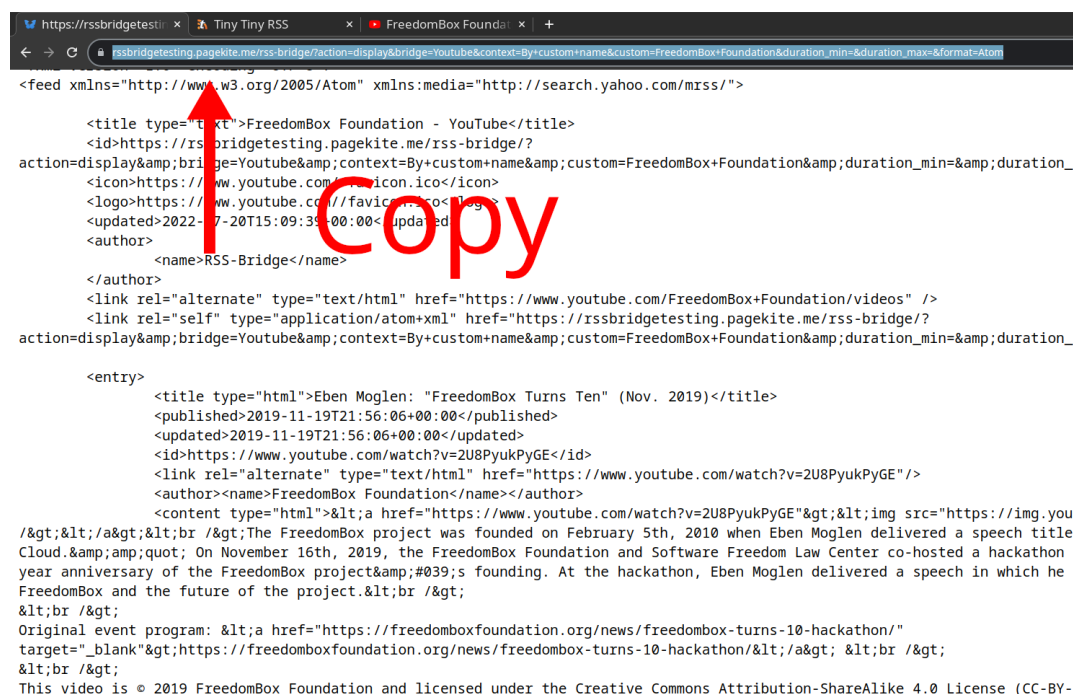 https://rssbridgetestin × Tiny Tiny RSS × FreedomBox Foundat × +
rssbridgetesting.pagekite.me/rss-bridge/?action=display&bridge=Youtube&context=By+custom+name&custom=FreedomBox+Foundation&duration_min=&duration_max=&format=Atom
<feed xmlns="http://www.w3.org/2005/Atom" xmlns:media="http://search.yahoo.com/mrss/">
<title type="text">FreedomBox Foundation - YouTube</title>
<id>https://rssbridgetesting.pagekite.me/rss-bridge/?
action=display&amp;bridge=Youtube&amp;context=By+custom+name&amp;custom=FreedomBox+Foundation&amp;duration_min=&amp;duration_
<icon>https://www.youtube.com//favicon.ico</icon>
<logo>https://www.youtube.com//favicon.ico</logo>
<updated>2022-07-20T15:09:39+00:00</updated>
Copy
<author>
<name>RSS-Bridge</name>
</author>
<link rel="alternate" type="text/html" href="https://www.youtube.com/FreedomBox+Foundation/videos" />
<link rel="self" type="application/atom+xml" href="https://rssbridgetesting.pagekite.me/rss-bridge/?
action=display&amp;bridge=Youtube&amp;context=By+custom+name&amp;custom=FreedomBox+Foundation&amp;duration_min=&amp;duration_
<entry>
<title type="html">Eben Moglen: "FreedomBox Turns Ten" (Nov. 2019)</title>
<published>2019-11-19T21:56:06+00:00</published>
<updated>2019-11-19T21:56:06+00:00</updated>
<id>https://www.youtube.com/watch?v=2U8PyukPyGE</id>
<link rel="alternate" type="text/html" href="https://www.youtube.com/watch?v=2U8PyukPyGE"/>
<author><name>FreedomBox Foundation</name></author>
<content type="html">&lt;a href="https://www.youtube.com/watch?v=2U8PyukPyGE"&gt;&lt;img src="https://img.you
/&gt;&lt;/a&gt;&lt;br /&gt;The FreedomBox project was founded on February 5th, 2010 when Eben Moglen delivered a speech title
Cloud.&amp;amp;quot; On November 16th, 2019, the FreedomBox Foundation and Software Freedom Law Center co-hosted a hackathon
year anniversary of the FreedomBox project&amp;#039;s founding. At the hackathon, Eben Moglen delivered a speech in which he
FreedomBox and the future of the project.&lt;br /&gt;
&lt;br /&gt;
Original event program: &lt;a href="https://freedomboxfoundation.org/news/freedombox-turns-10-hackathon/"
target="_blank"&gt;https://freedomboxfoundation.org/news/freedombox-turns-10-hackathon/&lt;/a&gt; &lt;br /&gt;
&lt;br /&gt;
This video is © 2019 FreedomBox Foundation and licensed under the Creative Commons Attribution-ShareAlike 4.0 License (CC-BY-